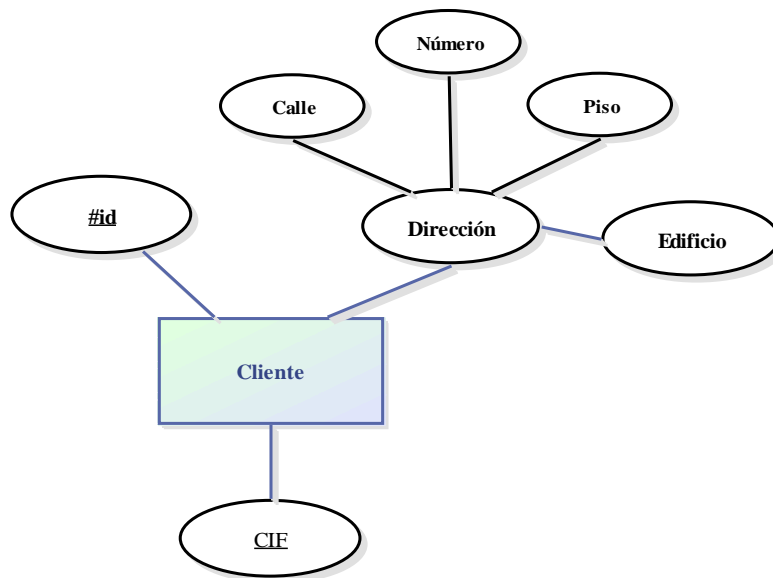 Número
Calle
Piso
#id
Dirección
Edificio
Cliente
CIF